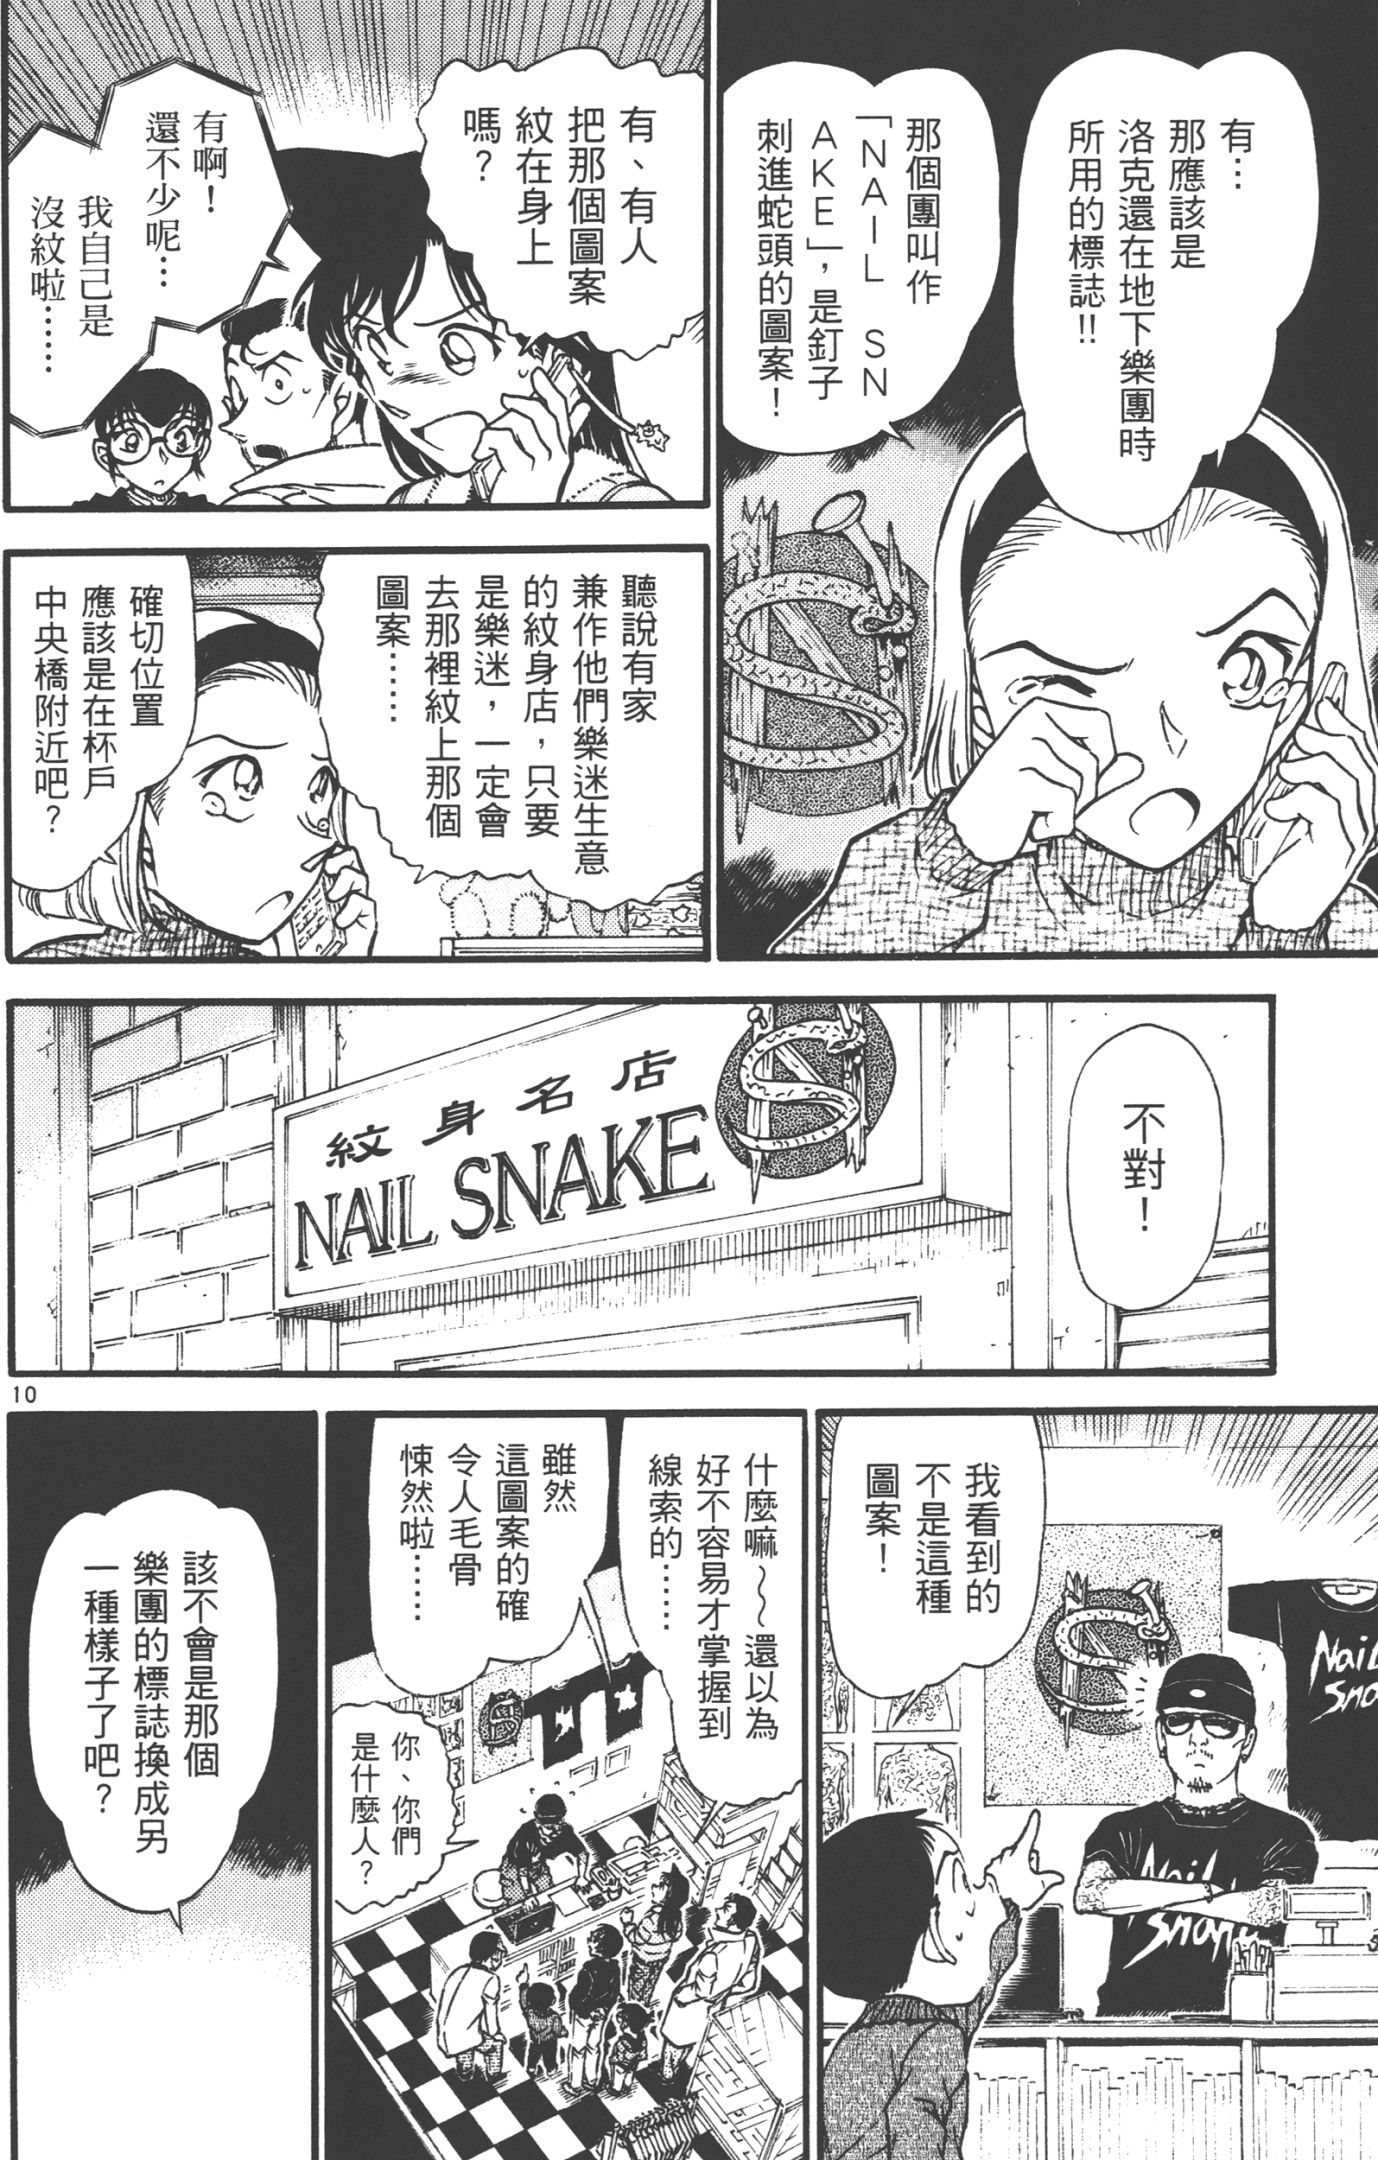 有…
那應該是
洛克還在地下樂團時
所用的標誌!!
那個團叫作
「NAIL SN
AKE」，是釘子
刺進蛇頭的圖案！
有、有人
把那個圖案
紋在身上
嗎？
有啊！
還不少呢…
我自己是
沒紋啦……
聽說有家
兼作他們樂迷生意
的紋身店，只要
是樂迷，一定會
去那裡紋上那個
圖案……
確切位置
應該是在杯戶
中央橋附近吧？
不對！
紋身名店
NAIL SNAKE
10
我看到的
不是這種
圖案！
Nail
Sna
Nail
Snake
什麼嘛～～還以為
好不容易才掌握到
線索的……
雖然
這圖案的確
令人毛骨
悚然啦……
你、你們
是什麼人？
該不會是那個
樂團的標誌換成另
一種樣子了吧？